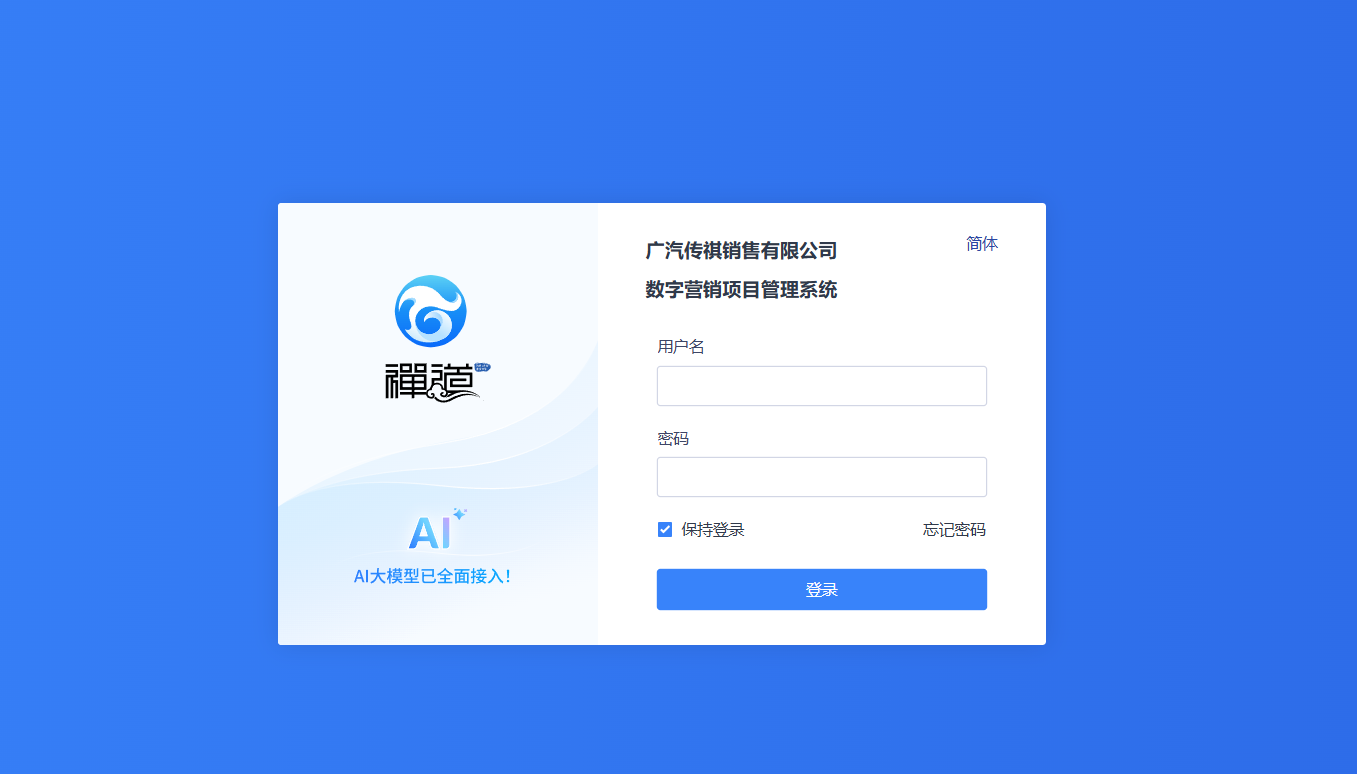 广汽传祺销售有限公司
简体
数字营销项目管理系统
用户名
密码
保持登录
忘记密码
登录
禪道
AI
AI大模型已全面接入！